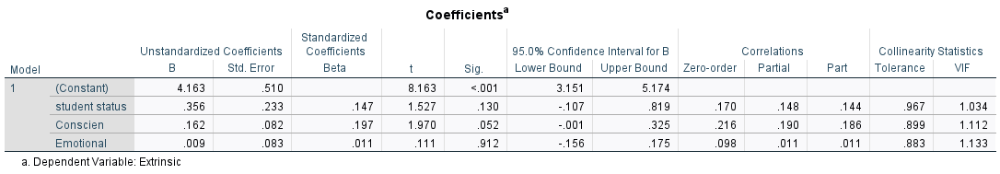 Coefficientsa
Unstandardized Coefficients Standardized Coefficients 95.0% Confidence Interval for B Correlations Collinearity Statistics
Model B Std. Error Beta t Sig. Lower Bound Upper Bound Zero-order Partial Part Tolerance VIF
1 (Constant) 4.163 .510 8.163 <.001 3.151 5.174
student status .356 .233 .147 1.527 .130 -.107 .819 .170 .148 .144 .967 1.034
Conscien .162 .082 .197 1.970 .052 -.001 .325 .216 .190 .186 .899 1.112
Emotional .009 .083 .011 .111 .912 -.156 .175 .098 .011 .011 .883 1.133
a. Dependent Variable: Extrinsic